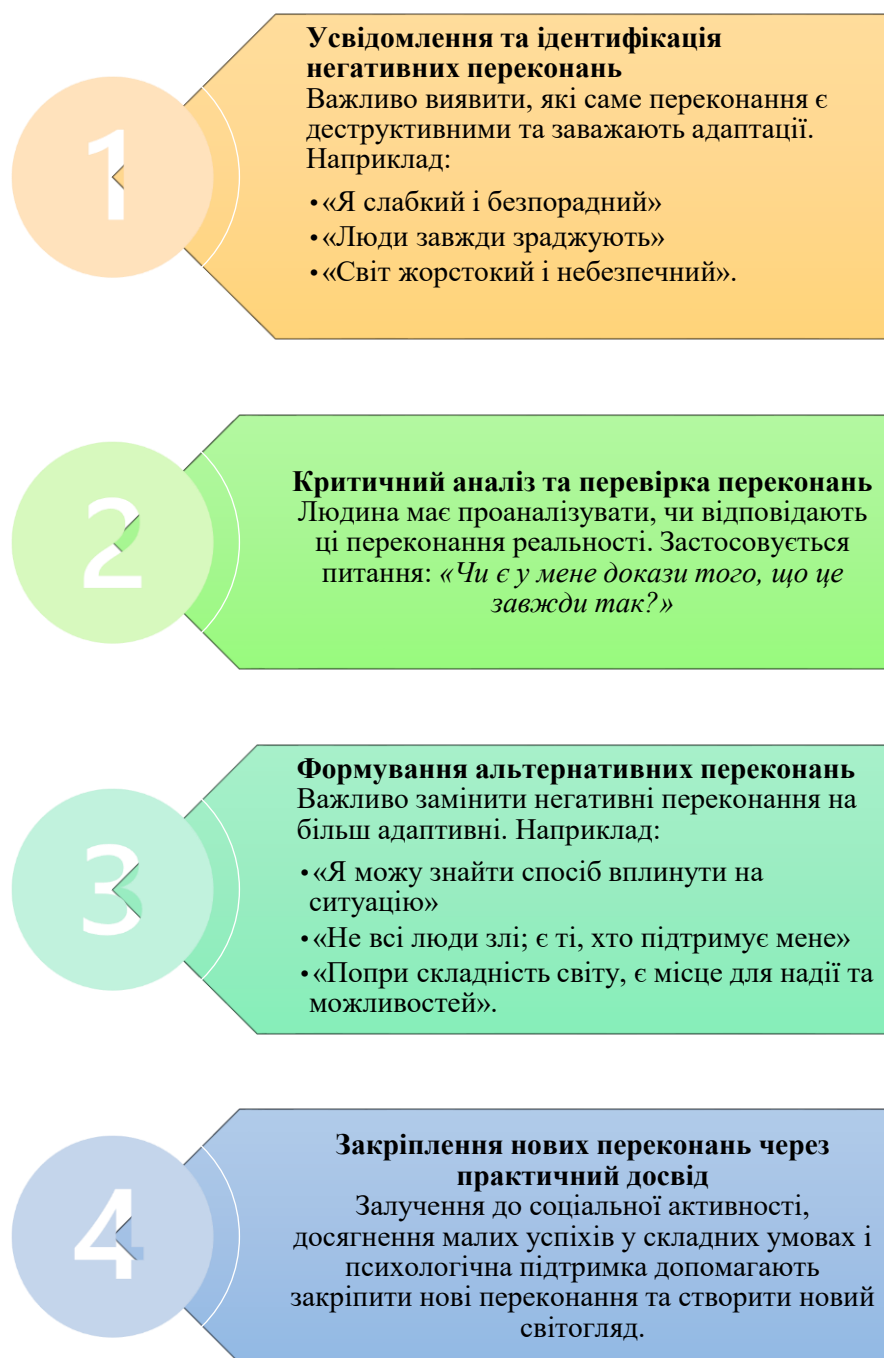 1
Усвідомлення та ідентифікація
негативних переконань
Важливо виявити, які саме переконання є
деструктивними та заважають адаптації.
Наприклад:
•«Я слабкий і безпорадний»
•«Люди завжди зраджують»
•«Світ жорстокий і небезпечний».
2
Критичний аналіз та перевірка переконань
Людина має проаналізувати, чи відповідають
ці переконання реальності. Застосовується
питання: «Чи є у мене докази того, що це
завжди так?»
3
Формування альтернативних переконань
Важливо замінити негативні переконання на
більш адаптивні. Наприклад:
•«Я можу знайти спосіб вплинути на
ситуацію»
•«Не всі люди злі; є ті, хто підтримує мене»
•«Попри складність світу, є місце для надії та
можливостей».
4
Закріплення нових переконань через
практичний досвід
Залучення до соціальної активності,
досягнення малих успіхів у складних умовах і
психологічна підтримка допомагають
закріпити нові переконання та створити новий
світогляд.